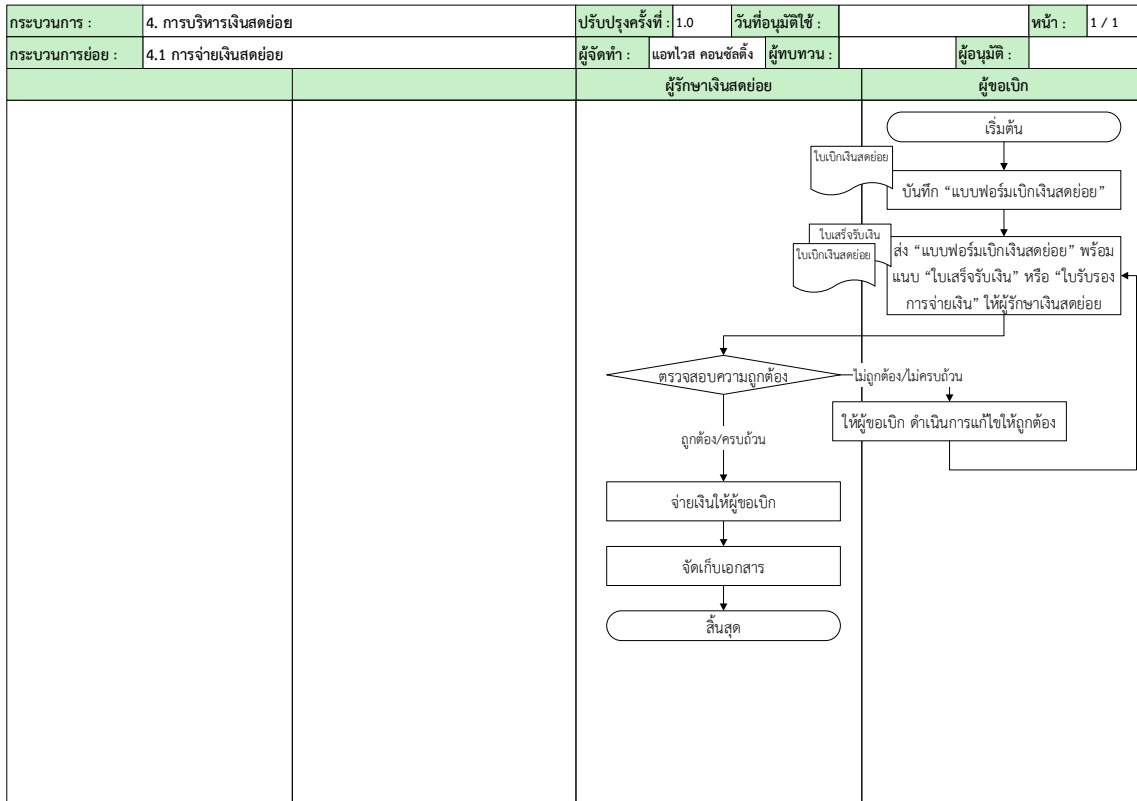 กระบวนการ : 4. การบริหารเงินสดย่อย ปรับปรุงครั้งที่ : 1.0 วันที่อนุมัติใช้ : หน้า : 1 / 1
กระบวนการย่อย : 4.1 การจ่ายเงินสดย่อย ผู้จัดทำ : แอทไวส คอนซัลติ้ง ผู้ทบทวน : ผู้อนุมัติ :
ผู้รักษาเงินสดย่อย ผู้ขอเบิก
เริ่มต้น
ใบเบิกเงินสดย่อย
บันทึก “แบบฟอร์มเบิกเงินสดย่อย”
ใบเสร็จรับเงิน
ใบเบิกเงินสดย่อย
ส่ง “แบบฟอร์มเบิกเงินสดย่อย” พร้อม
แนบ “ใบเสร็จรับเงิน” หรือ “ใบรับรอง
การจ่ายเงิน” ให้ผู้รักษาเงินสดย่อย
ตรวจสอบความถูกต้อง
ไม่ถูกต้อง/ไม่ครบถ้วน
ให้ผู้ขอเบิก ดำเนินการแก้ไขให้ถูกต้อง
ถูกต้อง/ครบถ้วน
จ่ายเงินให้ผู้ขอเบิก
จัดเก็บเอกสาร
สิ้นสุด